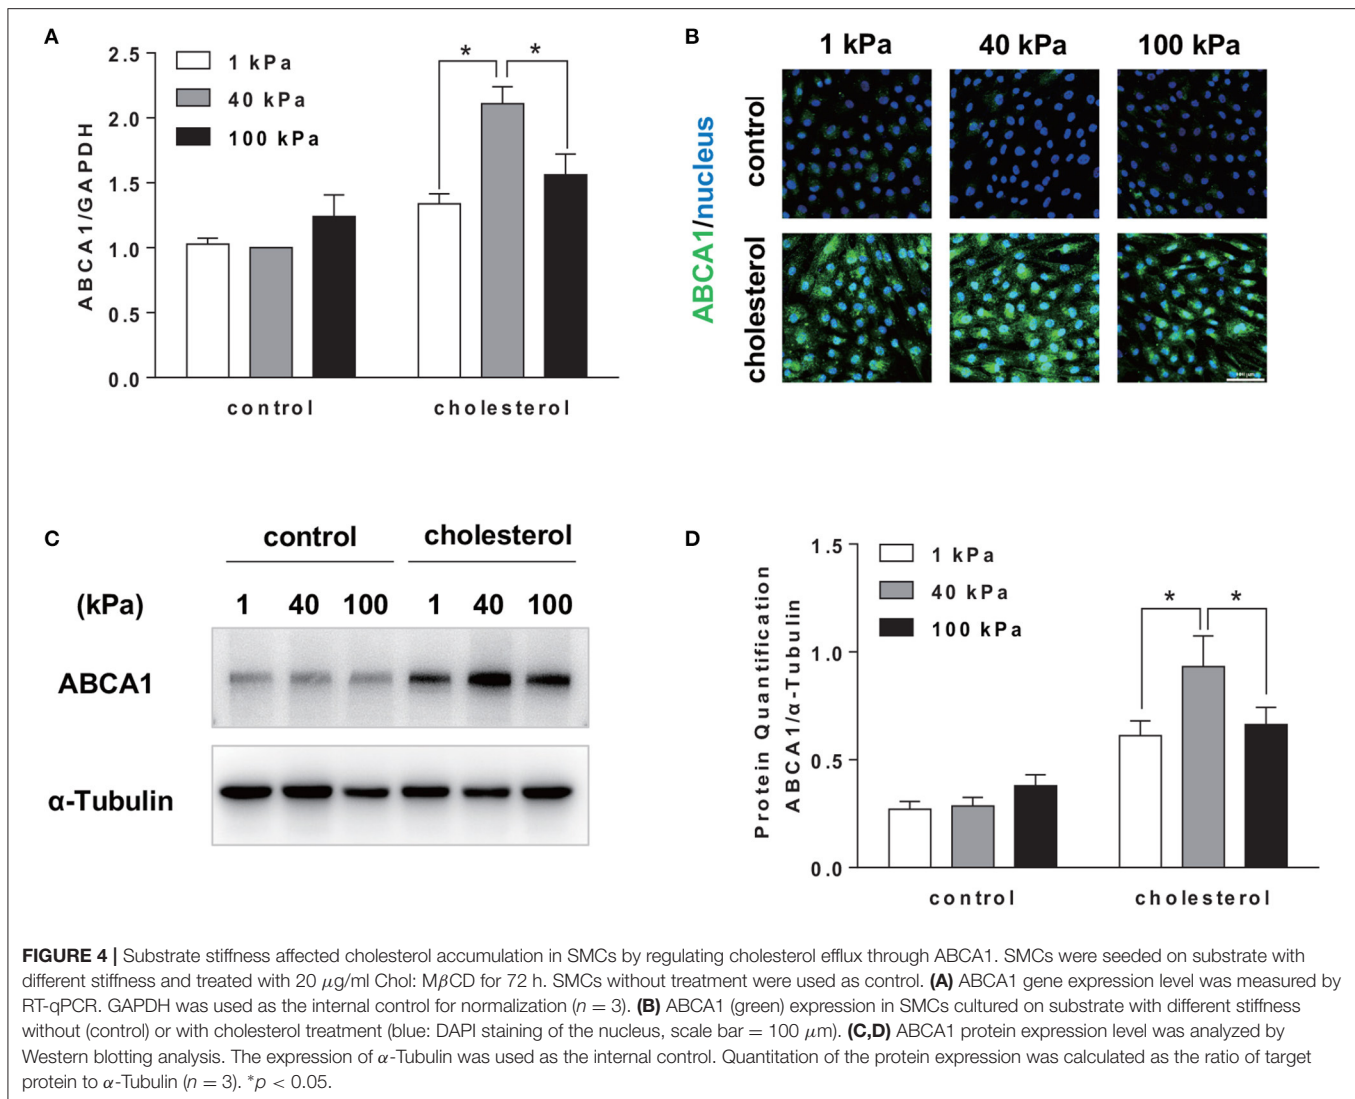 A
2.5
2.0
1.5
1.0
0.5
0.0
ABCA1/GAPDH
1 kPa
40 kPa
100 kPa
*
*
control
cholesterol
B
1 kPa
40 kPa
100 kPa
ABCA1/nucleus
control
cholesterol
C
control
cholesterol
(kPa)
1
40
100
1
40
100
ABCA1
α-Tubulin
D
Protein Quantification
ABCA1/α-Tubulin
1.5
1.0
0.5
0.0
1 kPa
40 kPa
100 kPa
*
*
control
cholesterol
FIGURE 4 | Substrate stiffness affected cholesterol accumulation in SMCs by regulating cholesterol efflux through ABCA1. SMCs were seeded on substrate with
different stiffness and treated with 20 μg/ml Chol: MβCD for 72 h. SMCs without treatment were used as control. (A) ABCA1 gene expression level was measured by
RT-qPCR. GAPDH was used as the internal control for normalization (n = 3). (B) ABCA1 (green) expression in SMCs cultured on substrate with different stiffness
without (control) or with cholesterol treatment (blue: DAPI staining of the nucleus, scale bar = 100 μm). (C,D) ABCA1 protein expression level was analyzed by
Western blotting analysis. The expression of α-Tubulin was used as the internal control. Quantitation of the protein expression was calculated as the ratio of target
protein to α-Tubulin (n = 3). *p < 0.05.